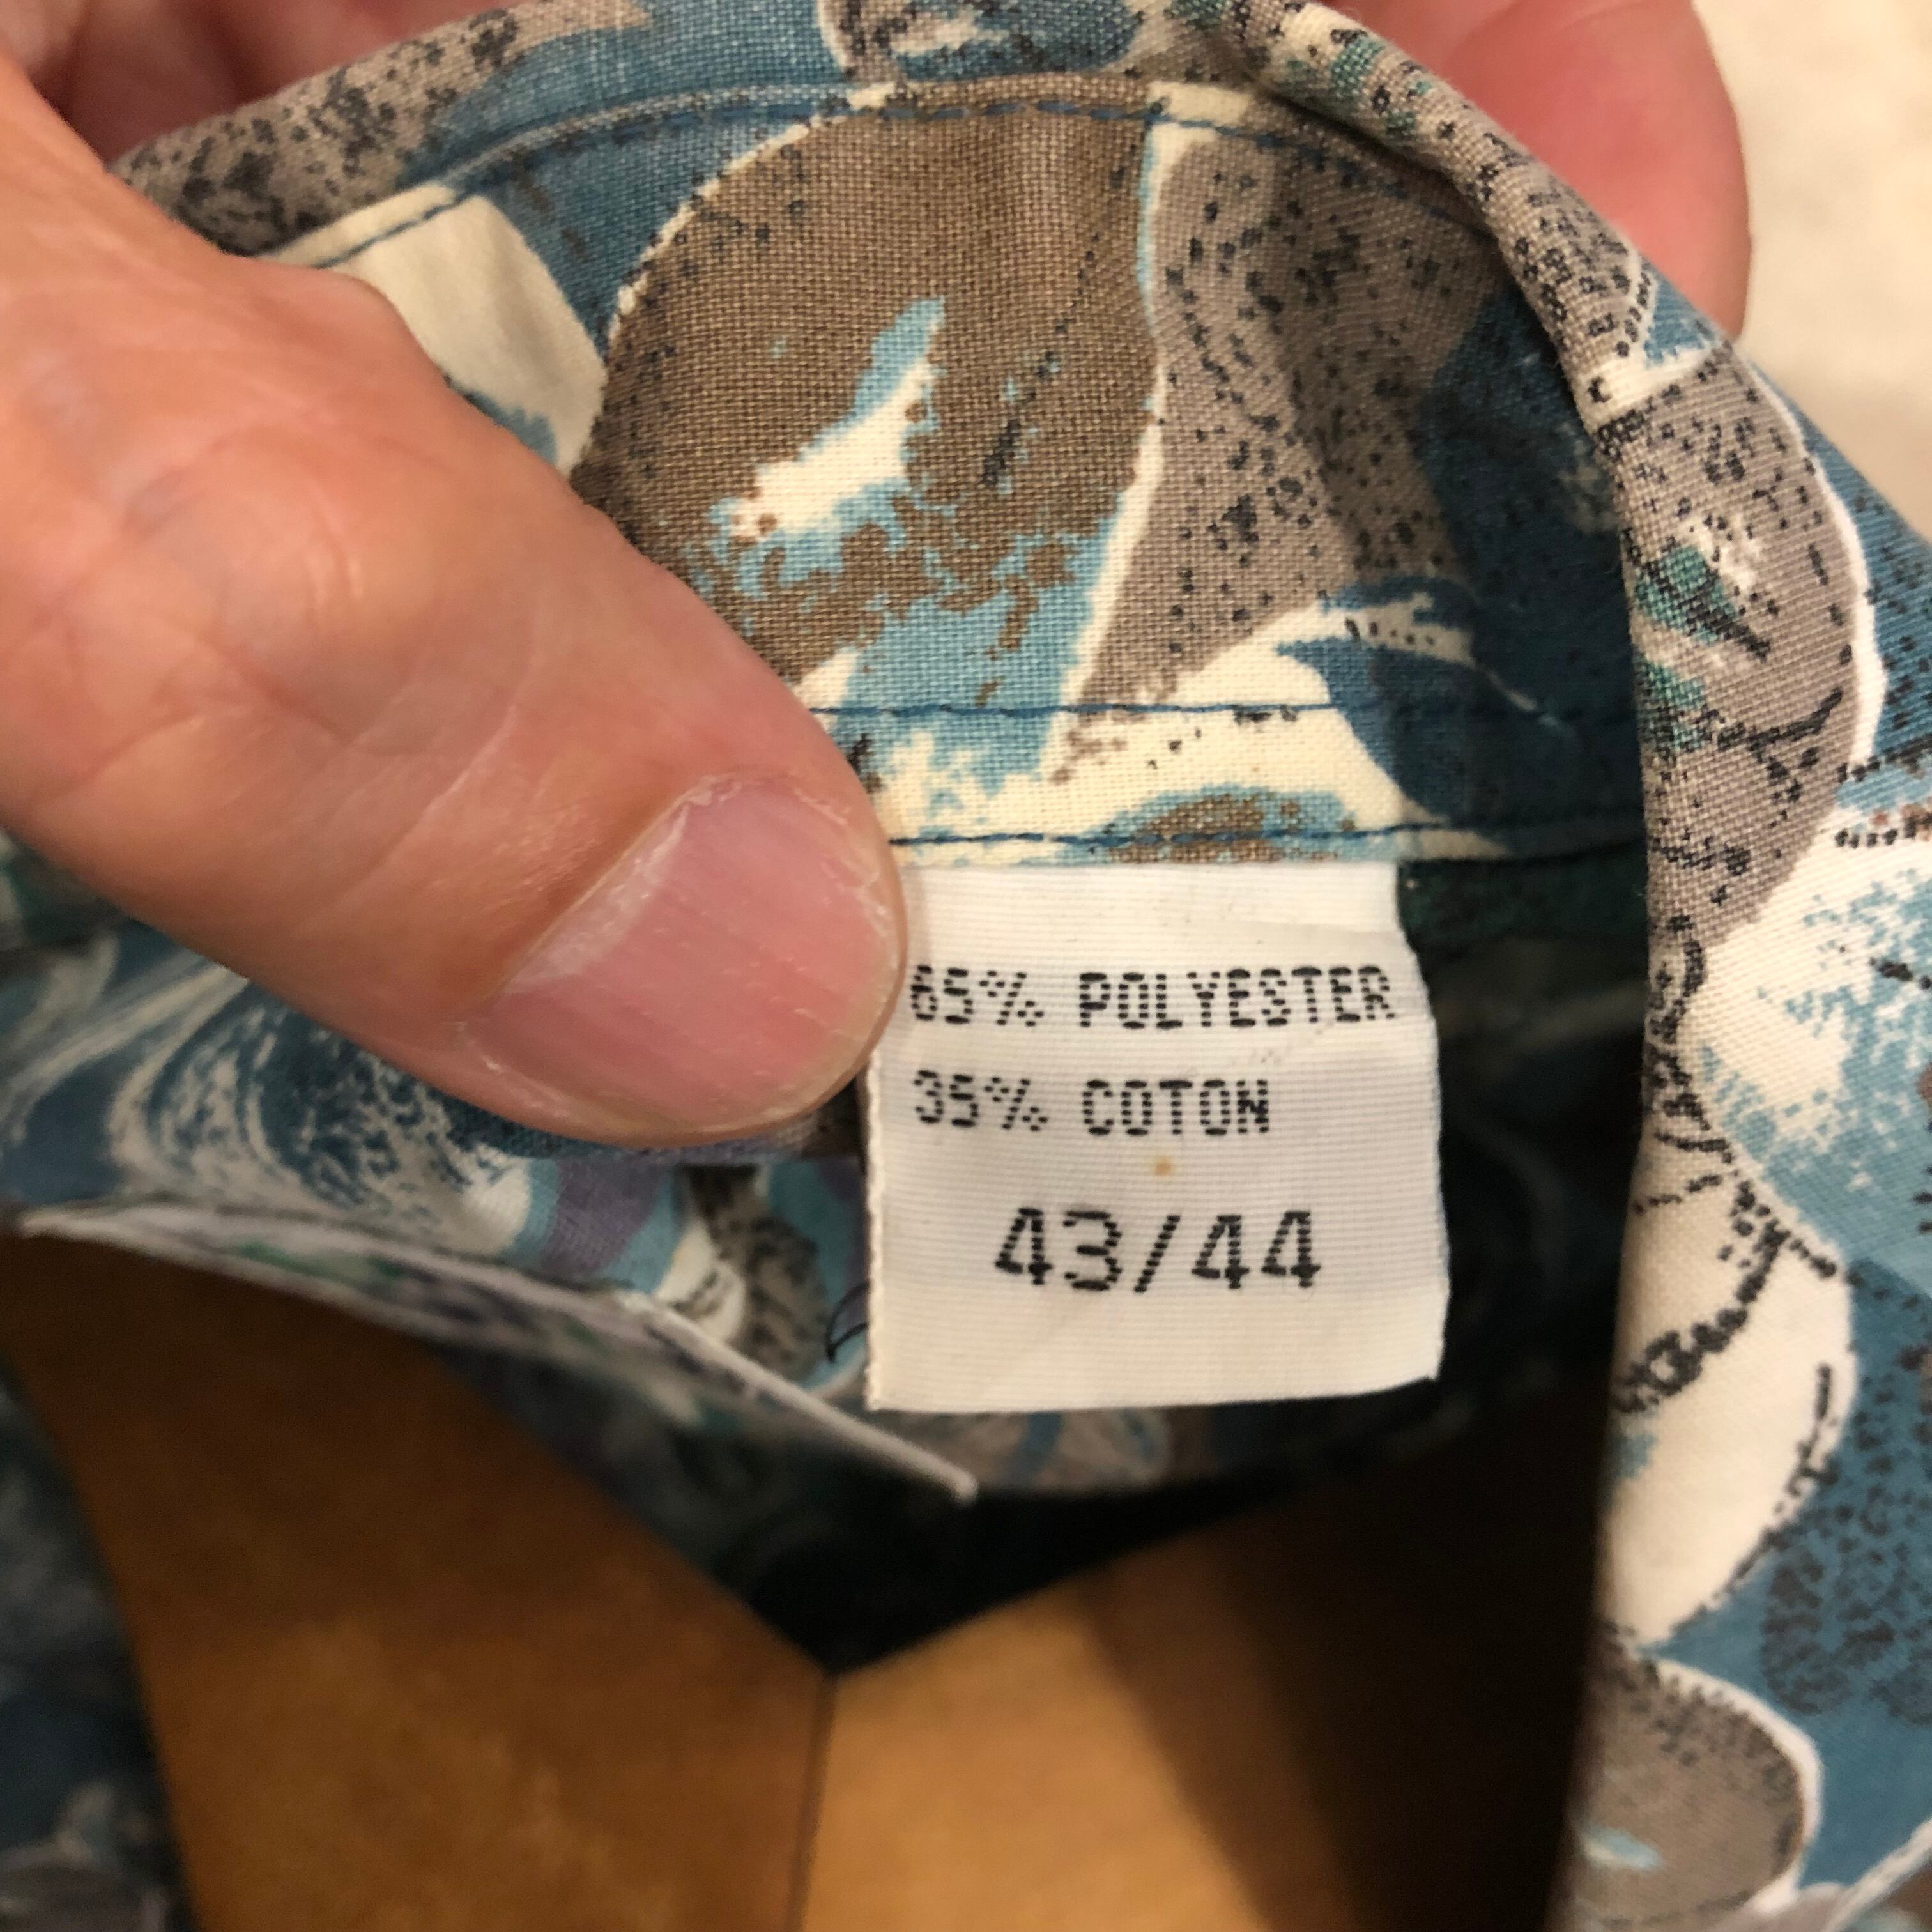 65% POLYESTER
35% COTON
43/44